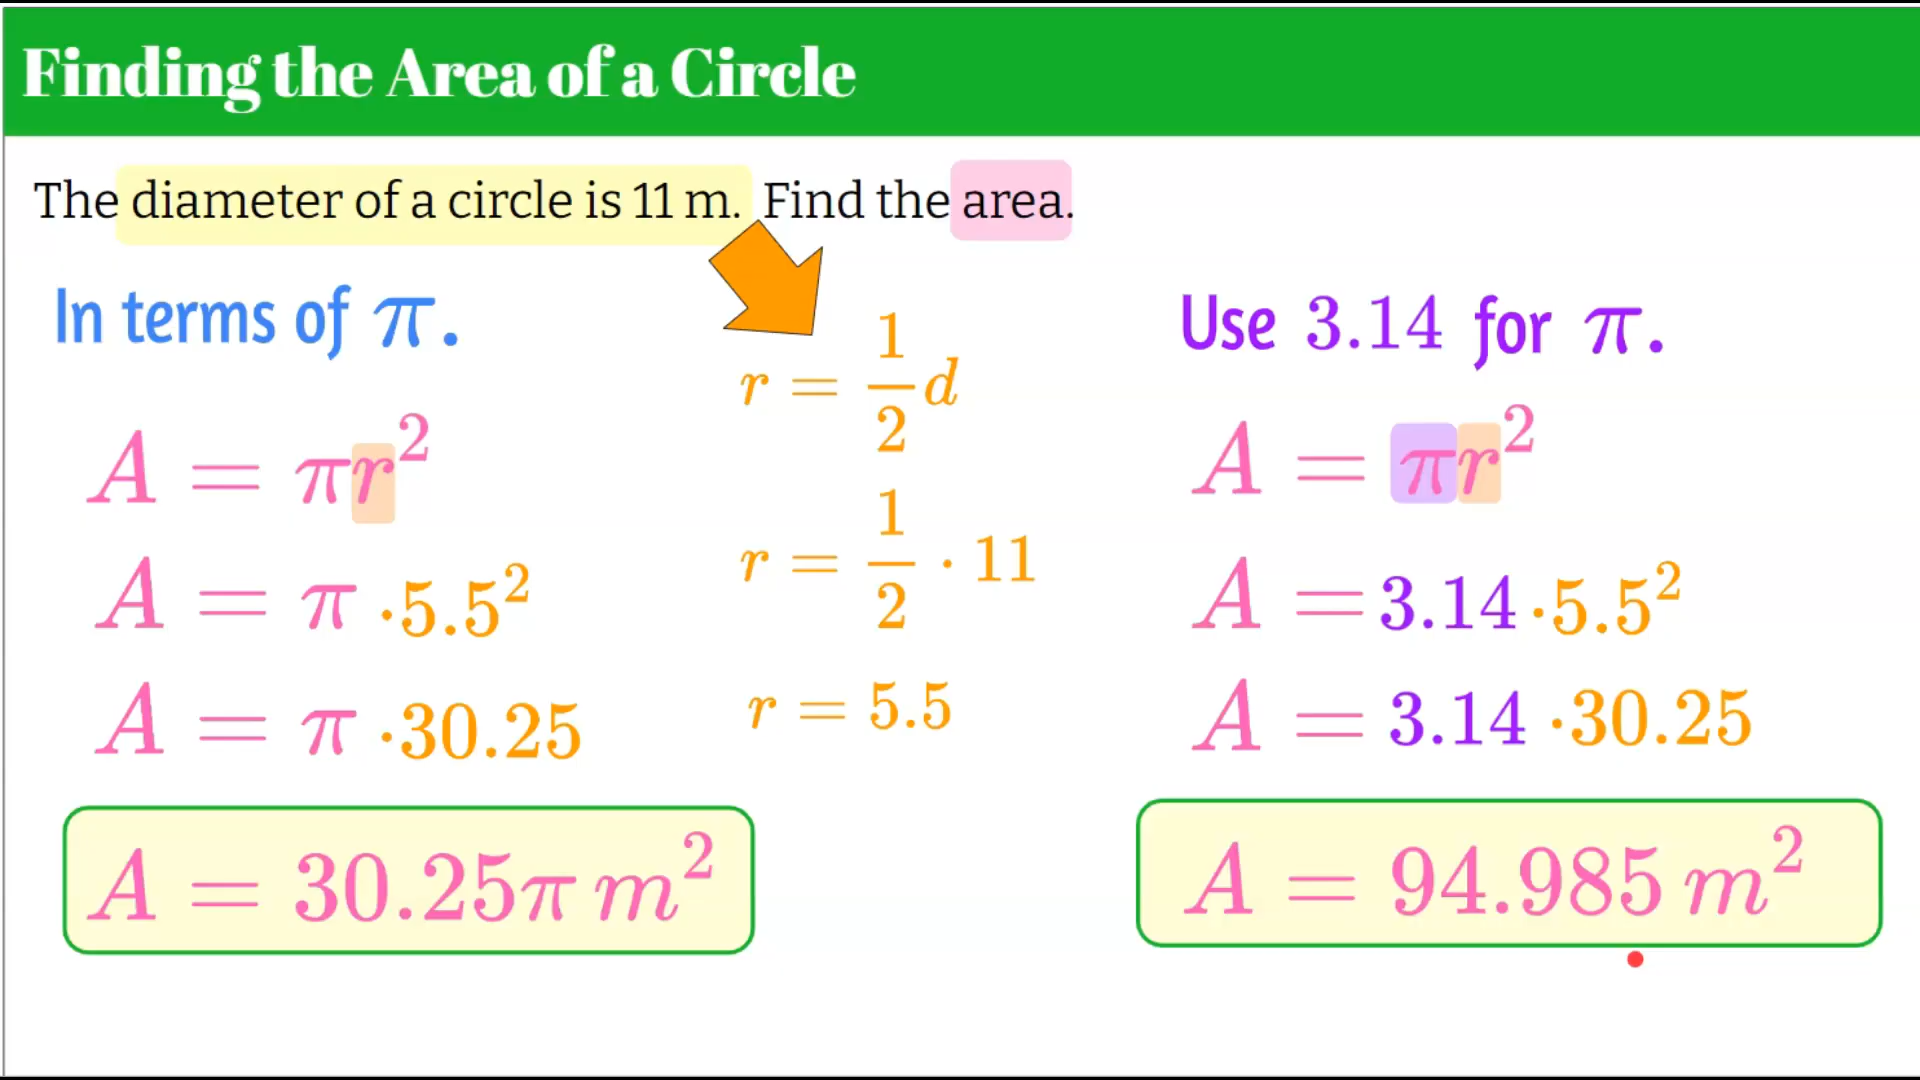 Finding the Area of a Circle
The diameter of a circle is 11 m. Find the area.
In terms of π.
A = πr²
A = π ·5.5²
A = π ·30.25
A = 30.25π m²
r = 1/2 d
r = 1/2 · 11
r = 5.5
Use 3.14 for π.
A = πr²
A = 3.14 ·5.5²
A = 3.14 ·30.25
A = 94.985 m²